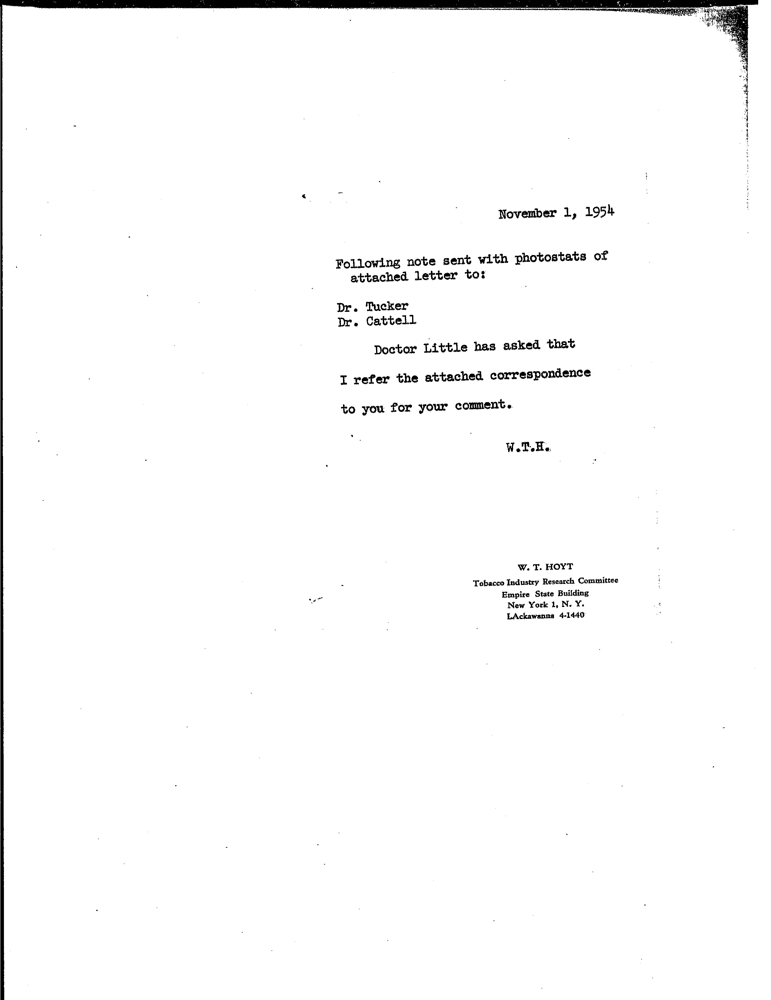 November 1, 1954
Following note sent with photostats of
attached letter to:
Dr. Tucker
Dr. Cattell
Doctor Little has asked that
I refer the attached correspondence
to you for your comment.
W.T.H.
W. T. HOYT
Tobacco Industry Research Committee
Empire State Building
New York 1, N. Y.
LAckawanna 4-1440